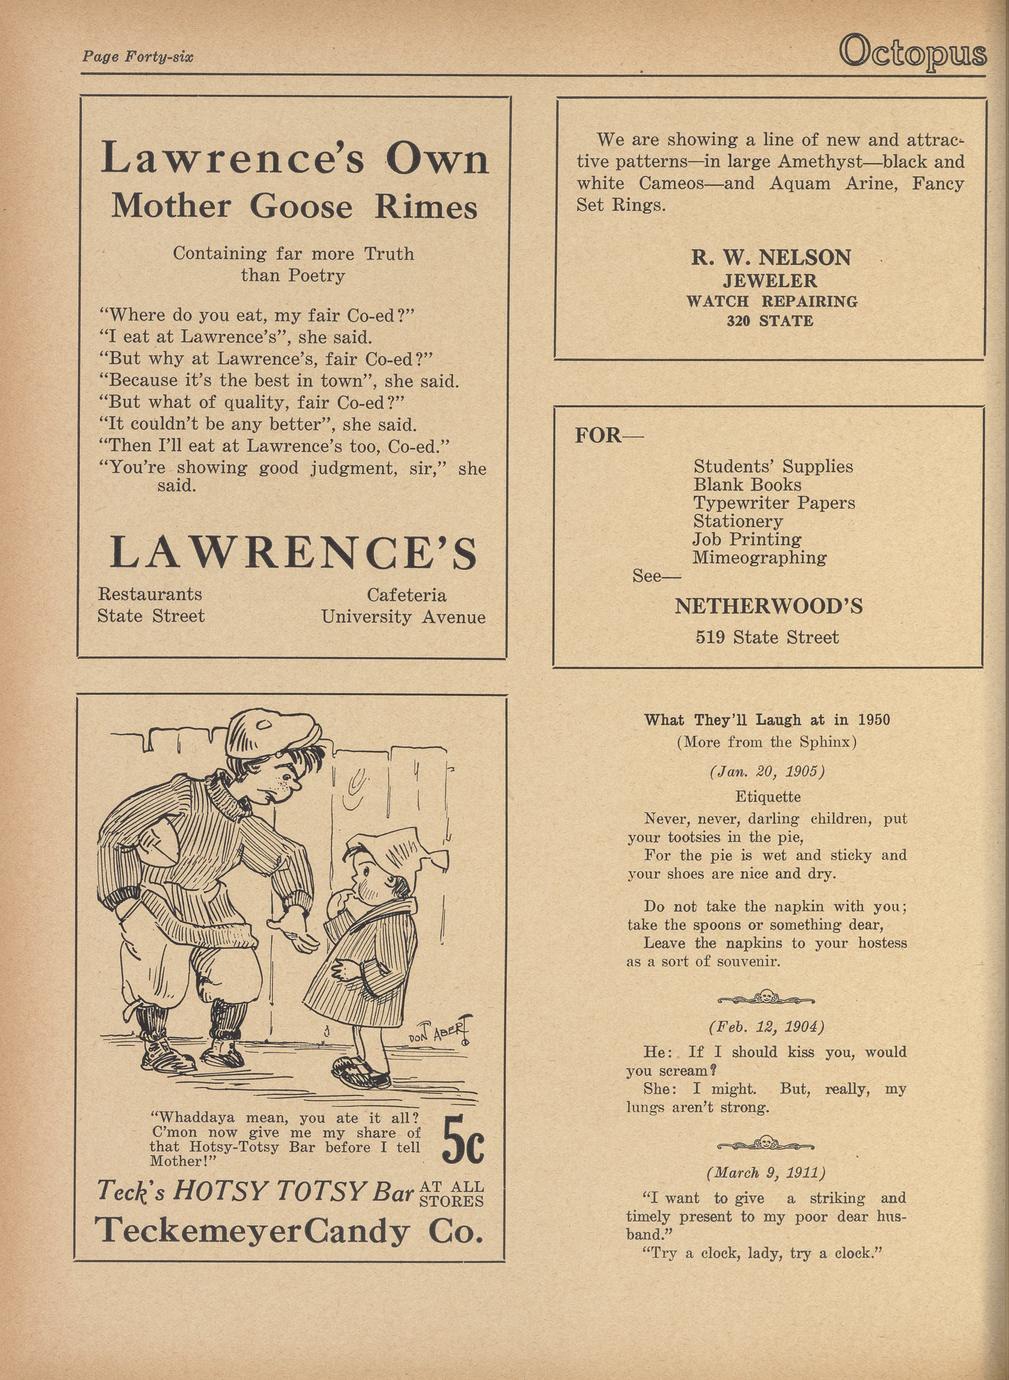 Page Forty-six
Octopus
Lawrence's Own
Mother Goose Rimes
Containing far more Truth
than Poetry
“Where do you eat, my fair Co-ed?”
“I eat at Lawrence's”, she said.
“But why at Lawrence's, fair Co-ed?”
“Because it's the best in town”, she said.
“But what of quality, fair Co-ed?”
“It couldn't be any better”, she said.
“Then I'll eat at Lawrence's too, Co-ed.”
“You're showing good judgment, sir,” she
said.
LAWRENCE'S
Restaurants
State Street
Cafeteria
University Avenue
DON ABERT
“Whaddaya mean, you ate it all?
C'mon now give me my share of
that Hotsy-Totsy Bar before I tell
Mother!”
5c
Teck's HOTSY TOTSY Bar AT ALL
STORES
TeckemeyerCandy Co.
We are showing a line of new and attrac-
tive patterns—in large Amethyst—black and
white Cameos—and Aquam Arine, Fancy
Set Rings.
R. W. NELSON
JEWELER
WATCH REPAIRING
320 STATE
FOR—
Students' Supplies
Blank Books
Typewriter Papers
Stationery
Job Printing
Mimeographing
See—
NETHERWOOD'S
519 State Street
What They'll Laugh at in 1950
(More from the Sphinx)
(Jan. 20, 1905)
Etiquette
Never, never, darling children, put
your tootsies in the pie,
For the pie is wet and sticky and
your shoes are nice and dry.
Do not take the napkin with you;
take the spoons or something dear,
Leave the napkins to your hostess
as a sort of souvenir.
(Feb. 12, 1904)
He: If I should kiss you, would
you scream?
She: I might. But, really, my
lungs aren't strong.
(March 9, 1911)
“I want to give a striking and
timely present to my poor dear hus-
band.”
“Try a clock, lady, try a clock.”